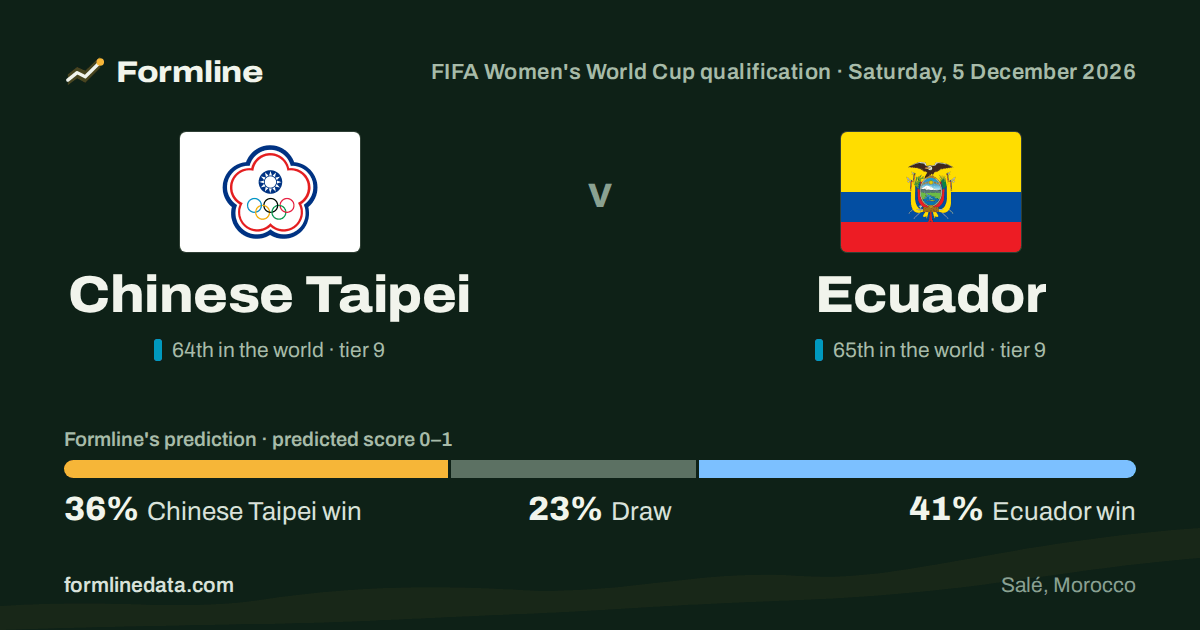 Formline
FIFA Women's World Cup qualification · Saturday, 5 December 2026
v
Chinese Taipei
Ecuador
64th in the world · tier 9
65th in the world · tier 9
Formline's prediction · predicted score 0–1
36% Chinese Taipei win
23% Draw
41% Ecuador win
formlinedata.com
Salé, Morocco